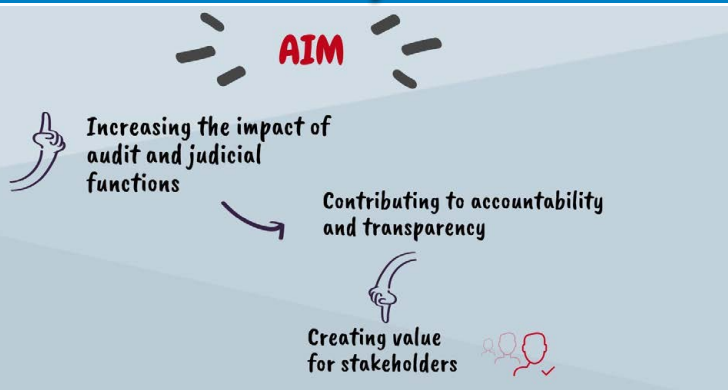 AIM
Increasing the impact of
audit and judicial
functions
Contributing to accountability
and transparency
Creating value
for stakeholders